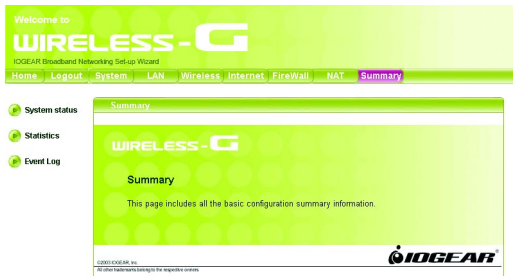 Welcome to
WIRELESS-G
IOGEAR Broadband Networking Set-up Wizard
Home Logout System LAN Wireless Internet FireWall NAT Summary
System status
Statistics
Event Log
Summary
WIRELESS-G
Summary
This page includes all the basic configuration summary information.
©2003 IOGEAR, Inc.
All other trademarks belong to the respective owners.
IOGEAR®